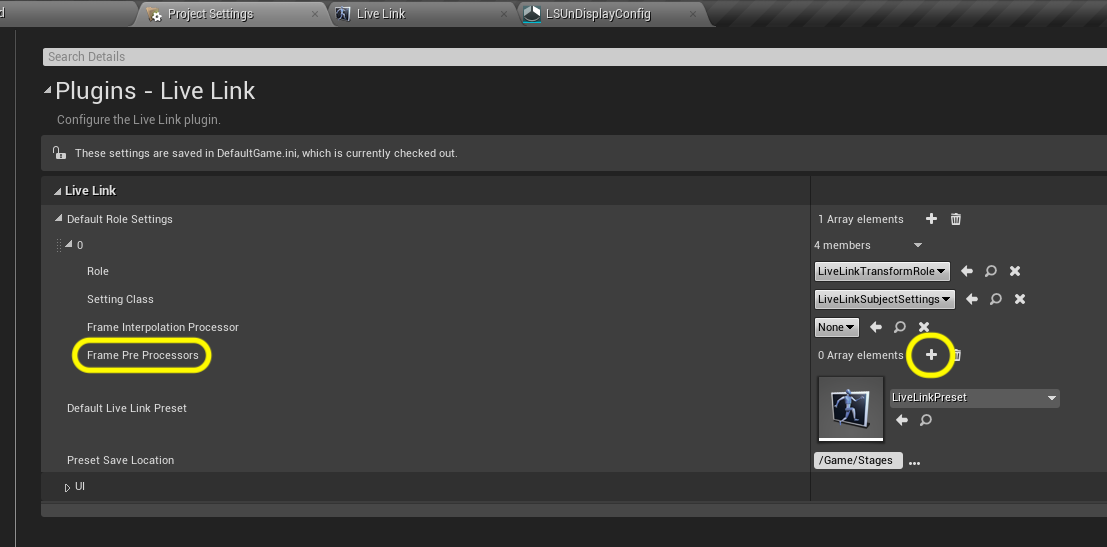 d
Project Settings
Live Link
LSUnDisplayConfig
Search Details
Plugins - Live Link
Configure the Live Link plugin.
These settings are saved in DefaultGame.ini, which is currently checked out.
Live Link
Default Role Settings
1 Array elements
0
4 members
Role
LiveLinkTransformRole
Setting Class
LiveLinkSubjectSettings
Frame Interpolation Processor
None
Frame Pre Processors
0 Array elements
Default Live Link Preset
LiveLinkPreset
Preset Save Location
/Game/Stages
...
UI